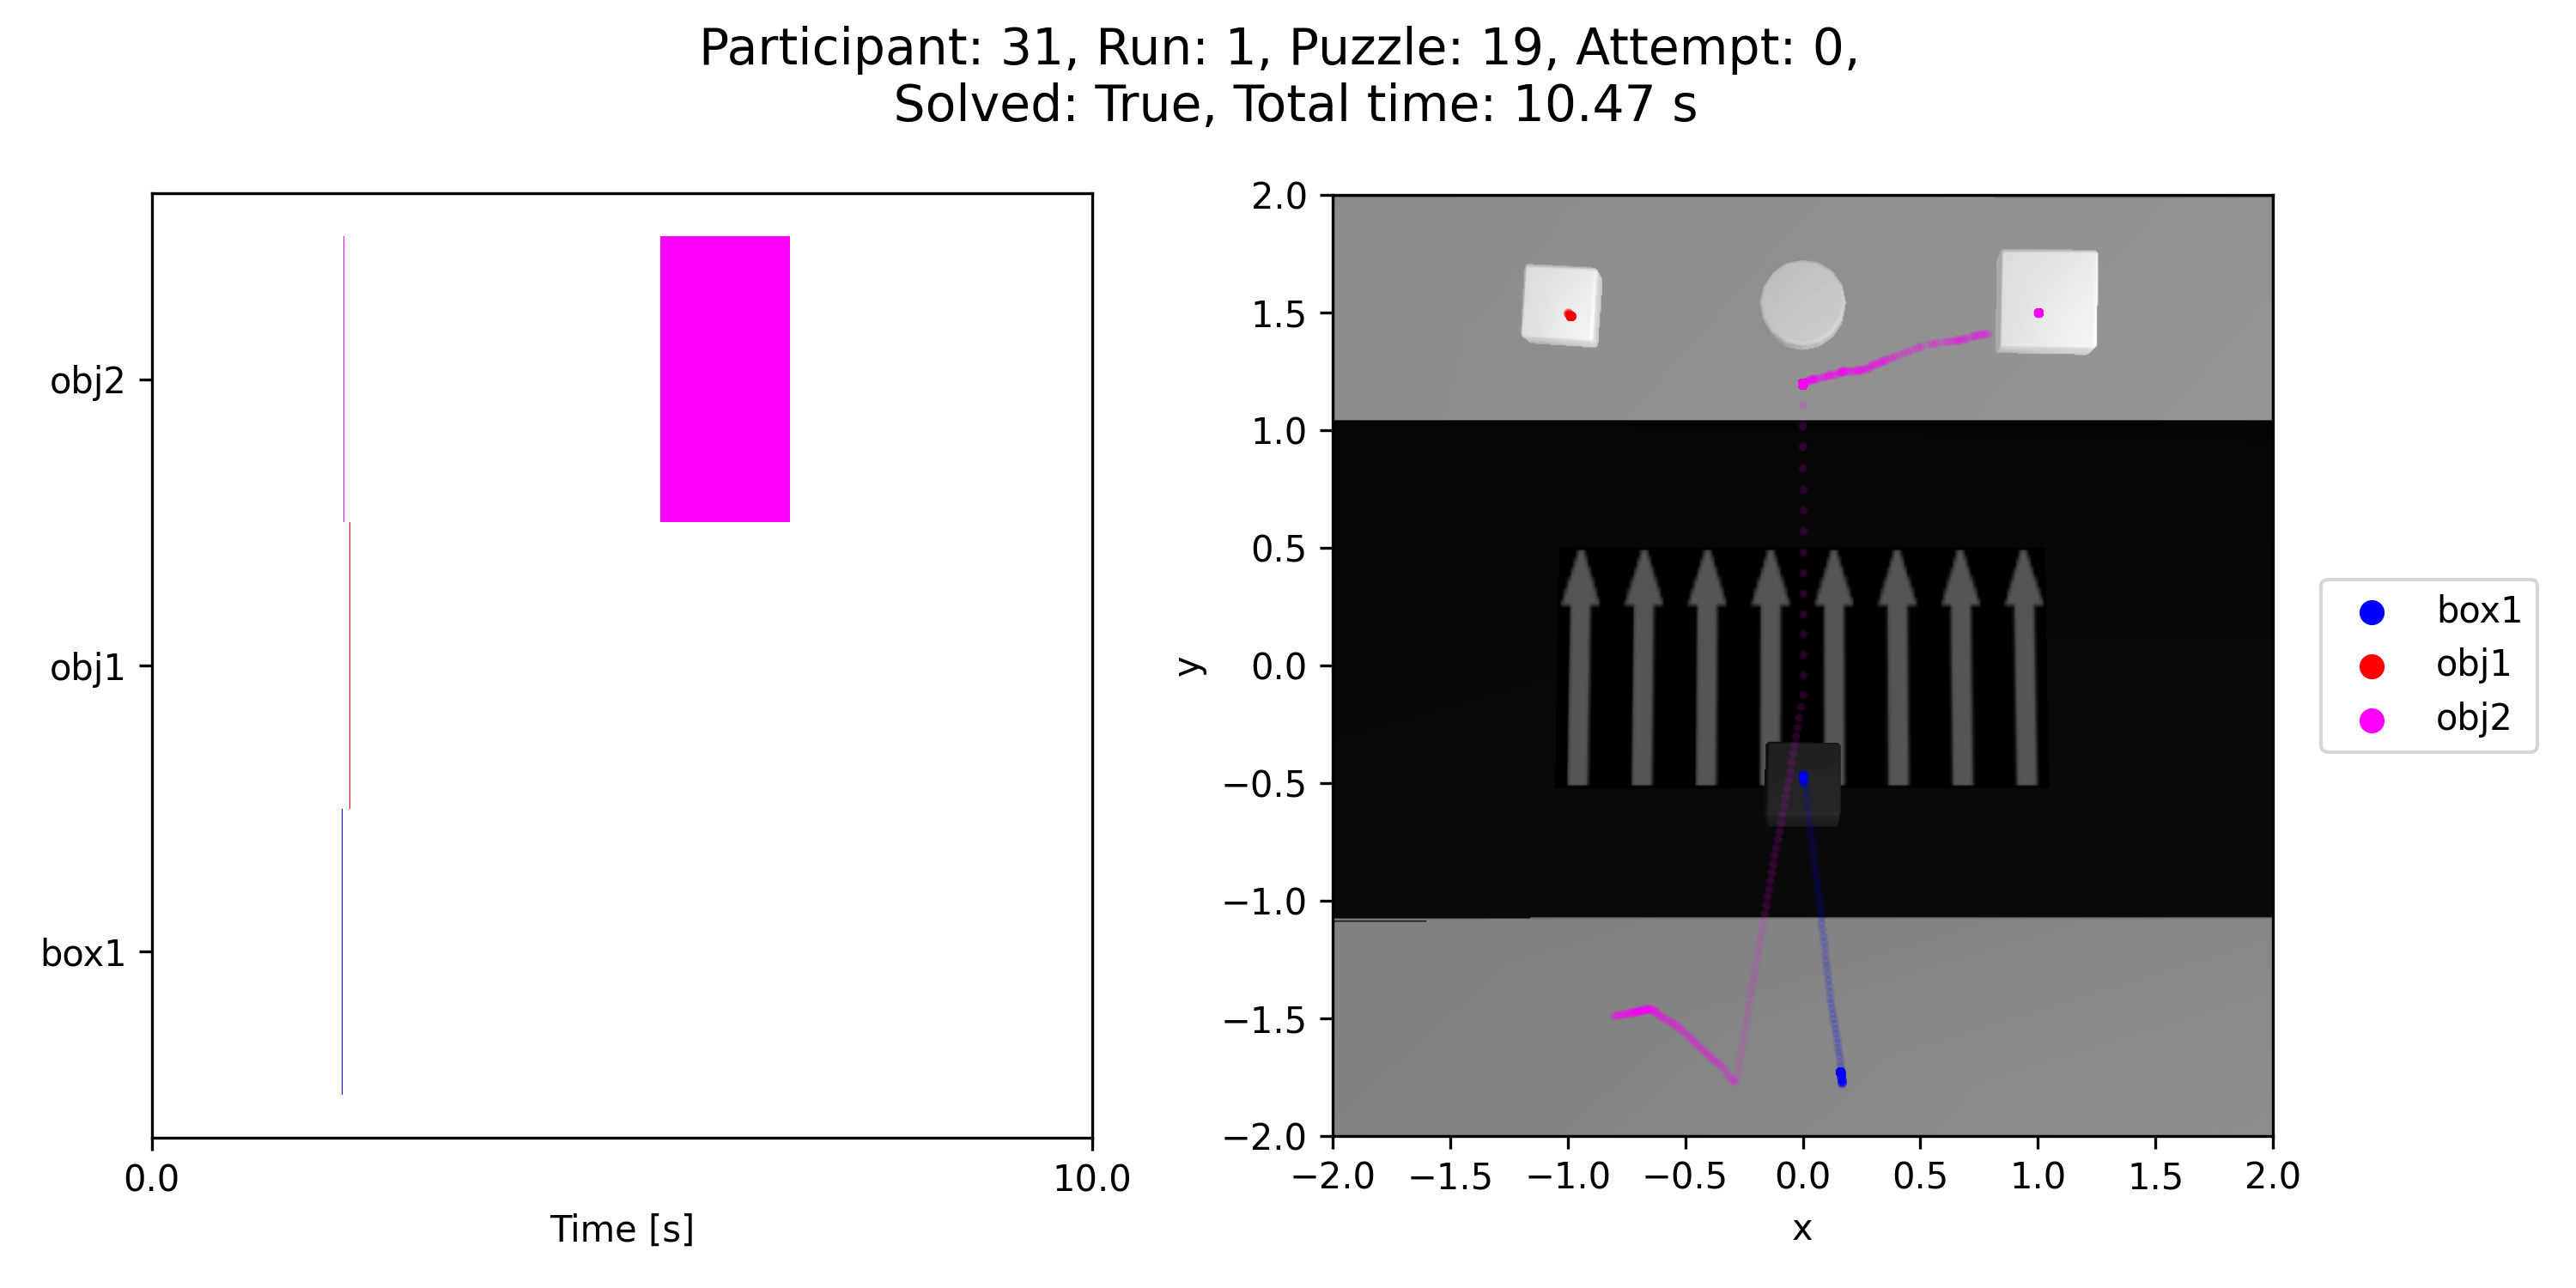 Participant: 31, Run: 1, Puzzle: 19, Attempt: 0,
Solved: True, Total time: 10.47 s
obj2
obj1
box1
0.0
10.0
Time [s]
2.0
1.5
1.0
0.5
0.0
−0.5
−1.0
−1.5
−2.0
y
−2.0
−1.5
−1.0
−0.5
0.0
0.5
1.0
1.5
2.0
x
box1
obj1
obj2